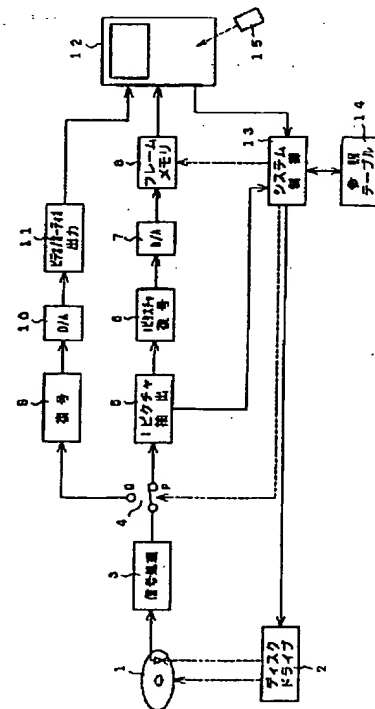 12
15
11
ビデオ/オーディオ
出力
10
D/A
9
復号
8
フレーム
メモリ
7
D/A
6
Iピクチャ
復号
5
Iピクチャ
抽出
4
Q
P
3
信号処理
1
13
システム
制御
14
参照
テーブル
ディスク
ドライブ
2